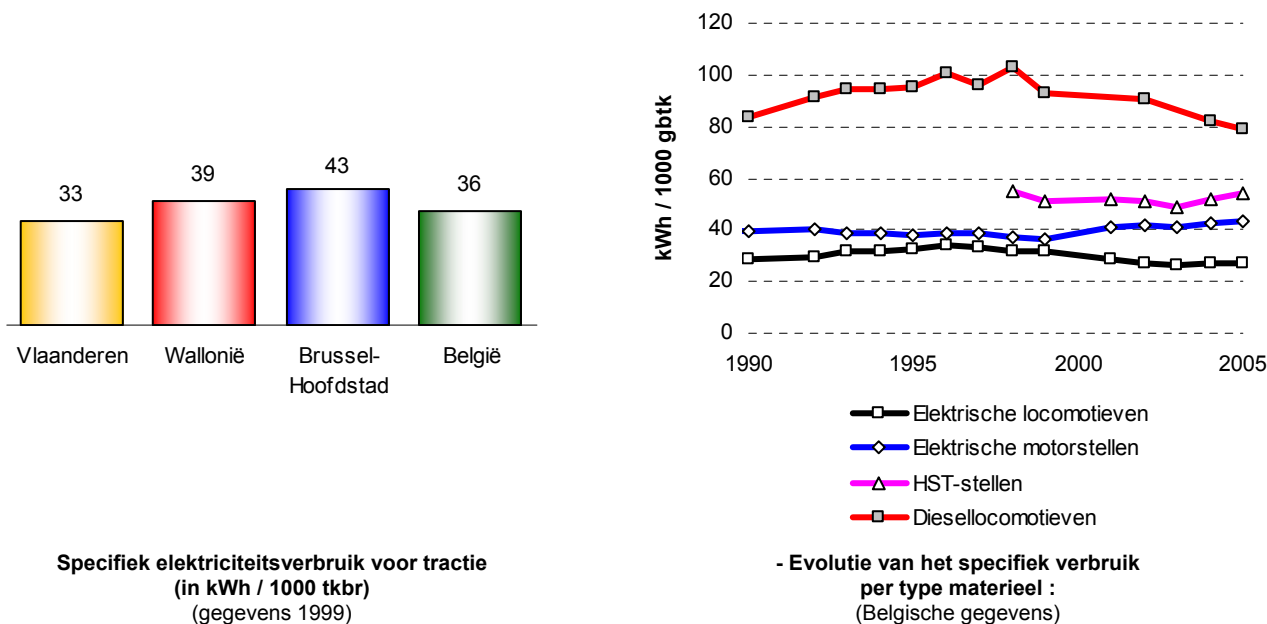 33
39
43
36
Vlaanderen
Wallonië
Brussel-
Hoofdstad
België
Specifiek elektriciteitsverbruik voor tractie
(in kWh / 1000 tkbr)
(gegevens 1999)
kWh / 1000 gbtk
120
100
80
60
40
20
0
1990
1995
2000
2005
Elektrische locomotieven
Elektrische motorstellen
HST-stellen
Diesellocomotieven
- Evolutie van het specifiek verbruik
per type materieel :
(Belgische gegevens)